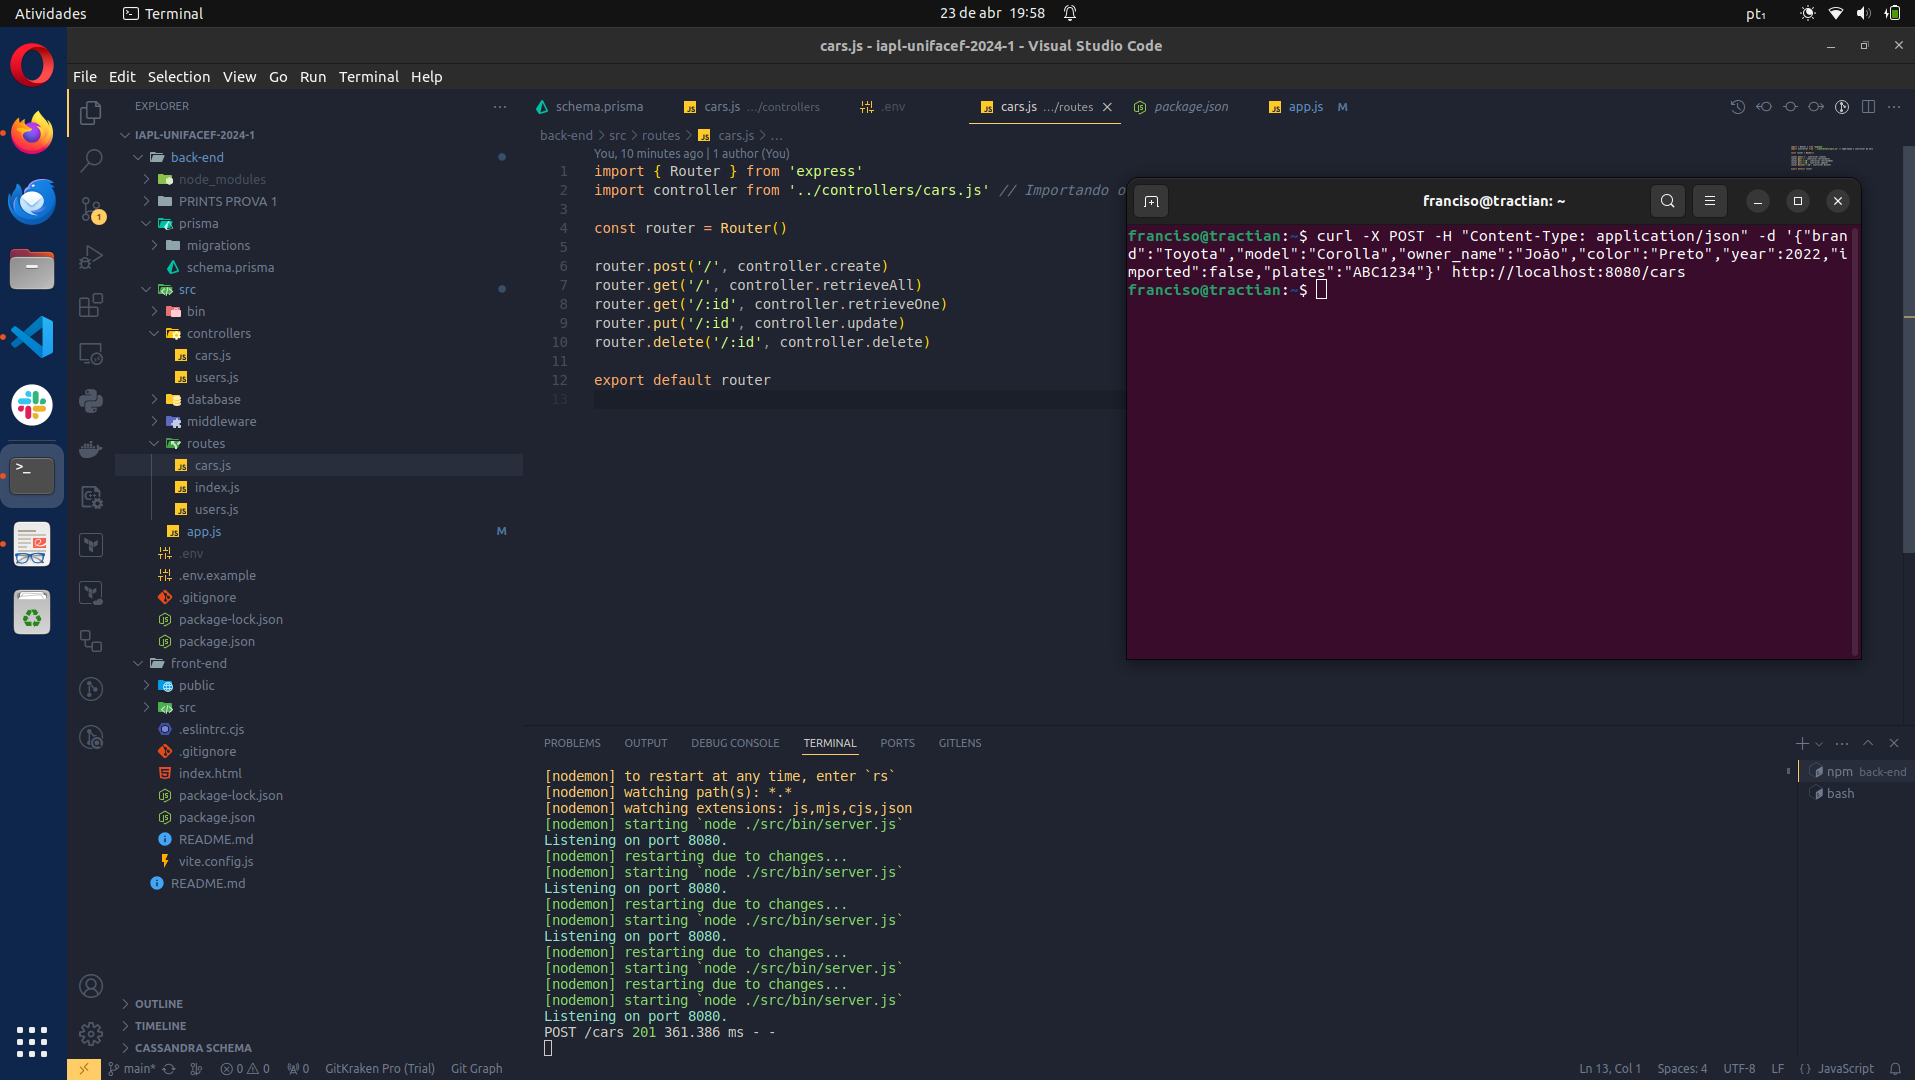 Atividades
Terminal
23 de abr 19:58
pt₁
cars.js - iapl-unifacef-2024-1 - Visual Studio Code
File Edit Selection View Go Run Terminal Help
EXPLORER
IAPL-UNIFACEF-2024-1
back-end
node_modules
PRINTS PROVA 1
prisma
migrations
schema.prisma
src
bin
controllers
cars.js
users.js
database
middleware
routes
cars.js
index.js
users.js
app.js M
.env
.env.example
.gitignore
package-lock.json
package.json
front-end
public
src
.eslintrc.cjs
.gitignore
index.html
package-lock.json
package.json
README.md
vite.config.js
README.md
OUTLINE
TIMELINE
CASSANDRA SCHEMA
1
schema.prisma
cars.js .../controllers
.env
cars.js .../routes
package.json
app.js M
back-end > src > routes > cars.js > ...
You, 10 minutes ago | 1 author (You)
1 import { Router } from 'express'
2 import controller from '../controllers/cars.js' // Importando o
3
4 const router = Router()
5
6 router.post('/', controller.create)
7 router.get('/', controller.retrieveAll)
8 router.get('/:id', controller.retrieveOne)
9 router.put('/:id', controller.update)
10 router.delete('/:id', controller.delete)
11
12 export default router
13
franciso@tractian: ~
franciso@tractian:~$ curl -X POST -H "Content-Type: application/json" -d '{"bran
d":"Toyota","model":"Corolla","owner_name":"João","color":"Preto","year":2022,"i
mported":false,"plates":"ABC1234"}' http://localhost:8080/cars
franciso@tractian:~$
PROBLEMS OUTPUT DEBUG CONSOLE TERMINAL PORTS GITLENS
[nodemon] to restart at any time, enter `rs`
[nodemon] watching path(s): *.*
[nodemon] watching extensions: js,mjs,cjs,json
[nodemon] starting `node ./src/bin/server.js`
Listening on port 8080.
[nodemon] restarting due to changes...
[nodemon] starting `node ./src/bin/server.js`
Listening on port 8080.
[nodemon] restarting due to changes...
[nodemon] starting `node ./src/bin/server.js`
Listening on port 8080.
[nodemon] restarting due to changes...
[nodemon] starting `node ./src/bin/server.js`
[nodemon] restarting due to changes...
[nodemon] starting `node ./src/bin/server.js`
Listening on port 8080.
POST /cars 201 361.386 ms - -
npm back-end
bash
main* 0 0 0 GitKraken Pro (Trial) Git Graph
Ln 13, Col 1 Spaces: 4 UTF-8 LF {} JavaScript